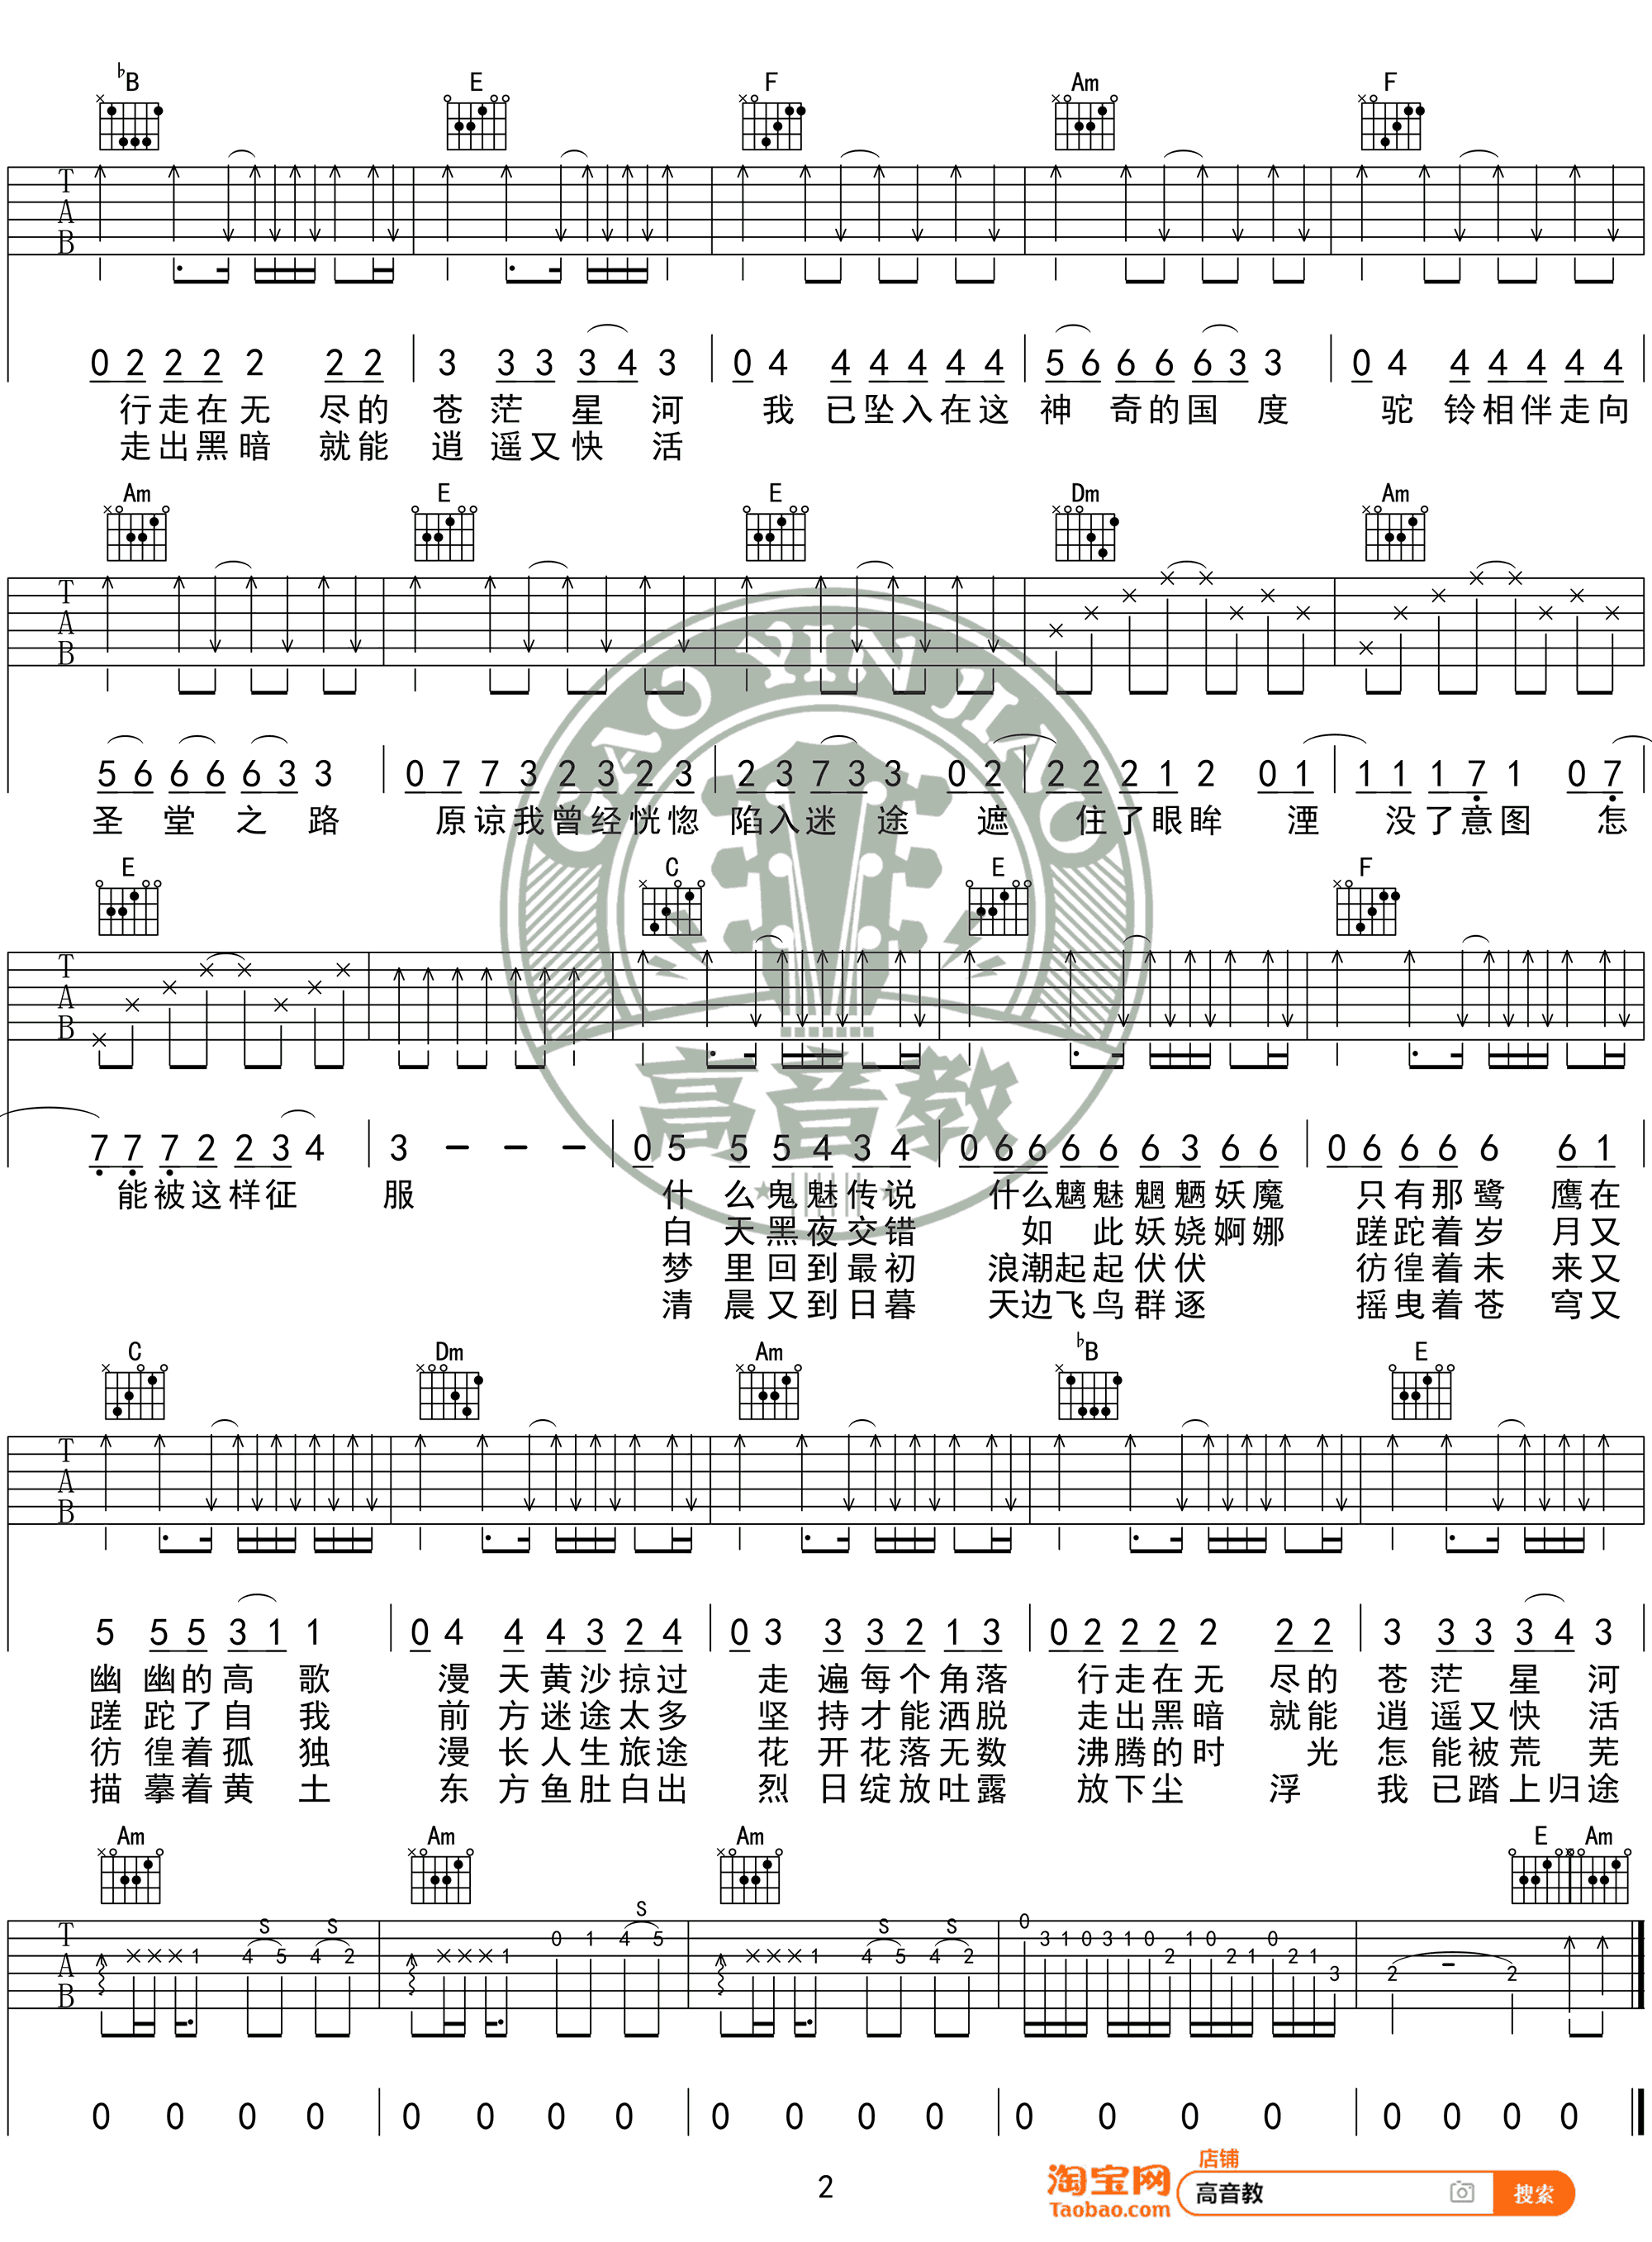 ♭B E F Am F
T
A
B
0 2 2 2 2 2 2 3 3 3 3 4 3 0 4 4 4 4 4 4 5 6 6 6 6 3 3 0 4 4 4 4 4 4
行走在无 尽的 苍 茫 星 河 我 已坠入在这 神 奇的国 度 驼 铃相伴走向
走出黑暗 就能 逍 遥又快 活
Am E E Dm Am
T
A
B
5 6 6 6 6 3 3 0 7 7 3 2 3 2 3 2 3 7 3 3 0 2 2 2 2 1 2 0 1 1 1 1 7 1 0 7
圣 堂 之 路 原谅我曾经恍惚 陷入迷 途 遮 住了眼眸 湮 没了意图 怎
E C E F
T
A
B
7 7 7 2 2 3 4 3 - - - 0 5 5 5 4 3 4 0 6 6 6 6 6 3 6 6 0 6 6 6 6 6 1
能被这样征 服 什 么鬼魅传说 什么魑魅魍魉妖魔 只有那鹭 鹰在
白 天黑夜交错 如 此妖娆婀娜 蹉跎着岁 月又
梦 里回到最初 浪潮起起伏伏 彷徨着未 来又
清 晨又到日暮 天边飞鸟群逐 摇曳着苍 穹又
C Dm Am ♭B E
T
A
B
5 5 5 3 1 1 0 4 4 4 3 2 4 0 3 3 3 2 1 3 0 2 2 2 2 2 2 3 3 3 3 4 3
幽 幽的高 歌 漫 天黄沙掠过 走 遍每个角落 行走在无 尽的 苍 茫 星 河
蹉 跎了自 我 前 方迷途太多 坚 持才能洒脱 走出黑暗 就能 逍 遥又快 活
彷 徨着孤 独 漫 长人生旅途 花 开花落无数 沸腾的时 光 怎 能被荒 芜
描 摹着黄 土 东 方鱼肚白出 烈 日绽放吐露 放下尘 浮 我 已踏上归途
Am Am Am E Am
S S S S S
T
A
B
1 4 5 4 2 1 0 1 4 5 1 4 5 4 2 0 3 1 0 3 1 0 2 1 0 2 1 0 2 1 3 2 - 2
0 0 0 0 0 0 0 0 0 0 0 0 0 0 0 0 0 0 0 0
GAO YIN JIAO
高音教
2
淘宝网
Taobao.com
店铺
高音教
搜索